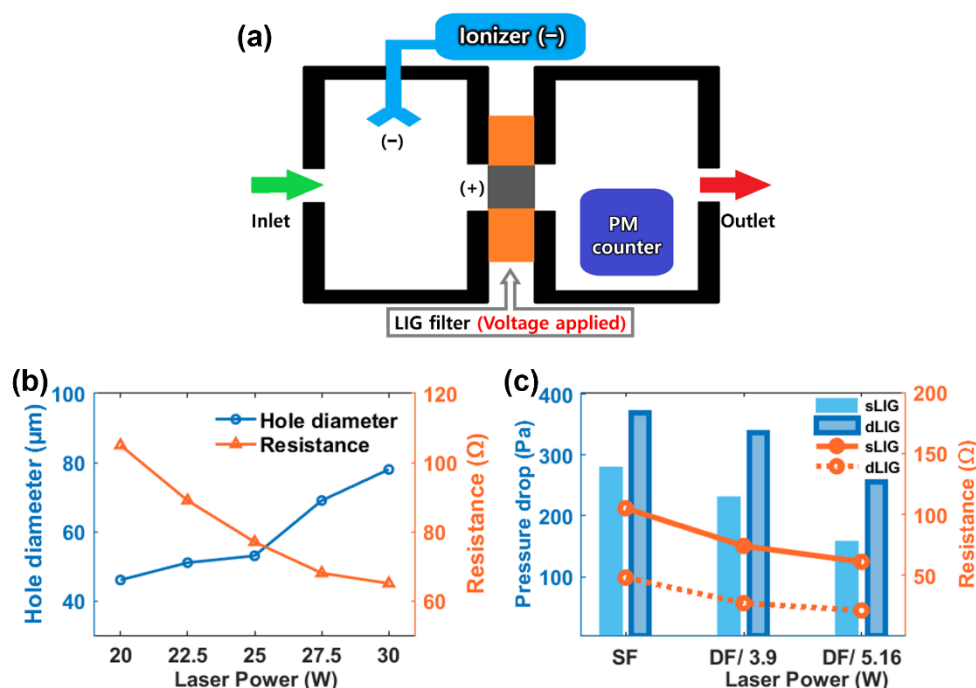 (a)
Ionizer (−)
(−)
(+)
Inlet
PM
counter
Outlet
LIG filter (Voltage applied)
(b)
Hole diameeter (μm)
100
80
60
40
Hole diameter
Resistance
120
100
80
60
Resistance (Ω)
20 22.5 25 27.5 30
Laser Power (W)
(c)
Pressure drop (Pa)
400
300
200
100
sLIG
dLIG
sLIG
dLIG
200
150
100
50
Resistance (Ω)
SF DF/ 3.9 DF/ 5.16
Laser Power (W)